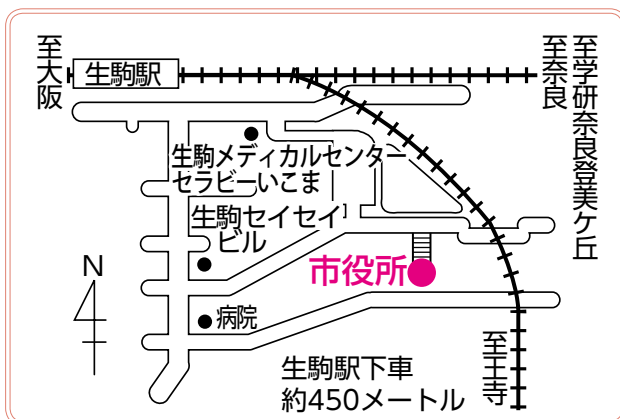 至大阪
生駒駅
至奈良
至学研奈良登美ケ丘
生駒メディカルセンター
セラビーいこま
生駒セイセイ
ビル
市役所
N
病院
生駒駅下車
約450メートル
至王寺